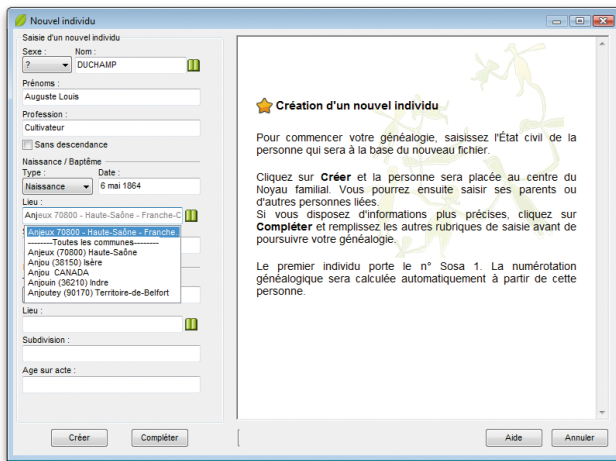 Nouvel individu
Saisie d'un nouvel individu
Sexe : Nom :
? DUCHAMP
Prénoms :
Auguste Louis
Profession :
Cultivateur
Sans descendance
Naissance / Baptême
Type : Date :
Naissance 6 mai 1864
Lieu :
Anjeux 70800 - Haute-Saône - Franche-C
Anjeux 70800 - Haute-Saône - Franche
--------Toutes les communes--------
Anjeux (70800) Haute-Saône
Anjou (38150) Isère
Anjou CANADA
Anjouin (36210) Indre
Anjoutey (90170) Territoire-de-Belfort
Lieu :
Subdivision :
Age sur acte :
Créer Compléter
Création d'un nouvel individu
Pour commencer votre généalogie, saisissez l'État civil de la
personne qui sera à la base du nouveau fichier.
Cliquez sur Créer et la personne sera placée au centre du
Noyau familial. Vous pourrez ensuite saisir ses parents ou
d'autres personnes liées.
Si vous disposez d'informations plus précises, cliquez sur
Compléter et remplissez les autres rubriques de saisie avant de
poursuivre votre généalogie.
Le premier individu porte le n° Sosa 1. La numérotation
généalogique sera calculée automatiquement à partir de cette
personne.
Aide Annuler